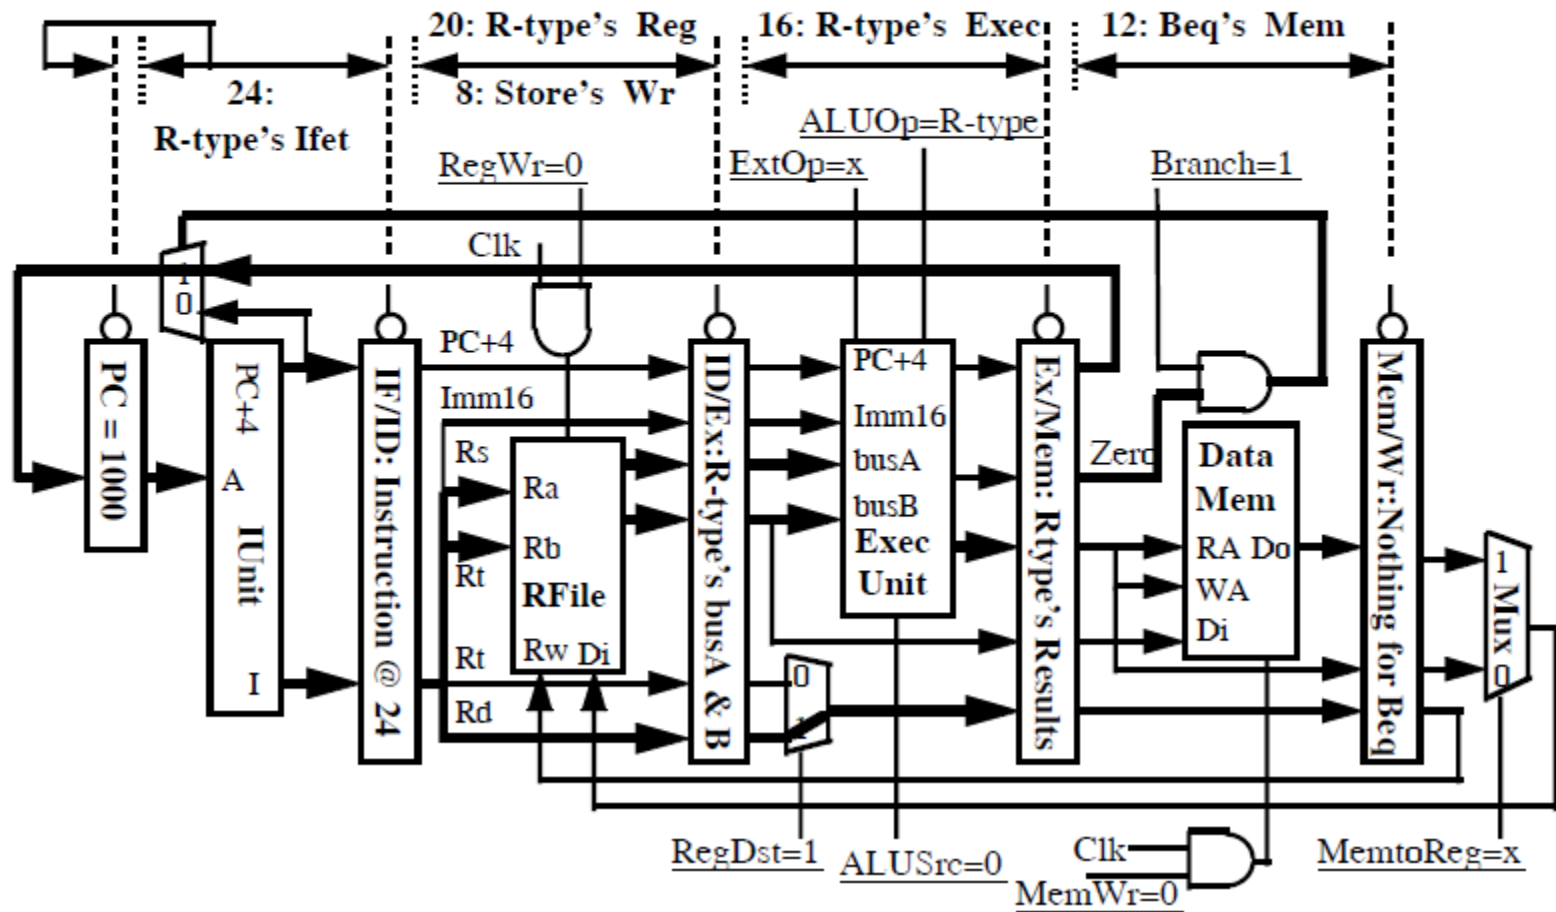 20: R-type's Reg
16: R-type's Exec
12: Beq's Mem
24:
R-type's Ifet
8: Store's Wr
ALUOp=R-type
RegWr=0
ExtOp=x
Branch=1
Clk
1
0
PC = 1000
PC+4
A
IUnit
I
IF/ID: Instruction @ 24
PC+4
Imm16
Rs
Ra
Rb
Rt
RFile
Rw Di
Rt
Rd
ID/Ex:R-type's busA & B
PC+4
Imm16
busA
busB
Exec
Unit
0
1
Ex/Mem: Rtype's Results
Zero
Data
Mem
RA Do
WA
Di
Mem/Wr:Nothing for Beq
1
Mux
0
RegDst=1
ALUSrc=0
Clk
MemWr=0
MemtoReg=x